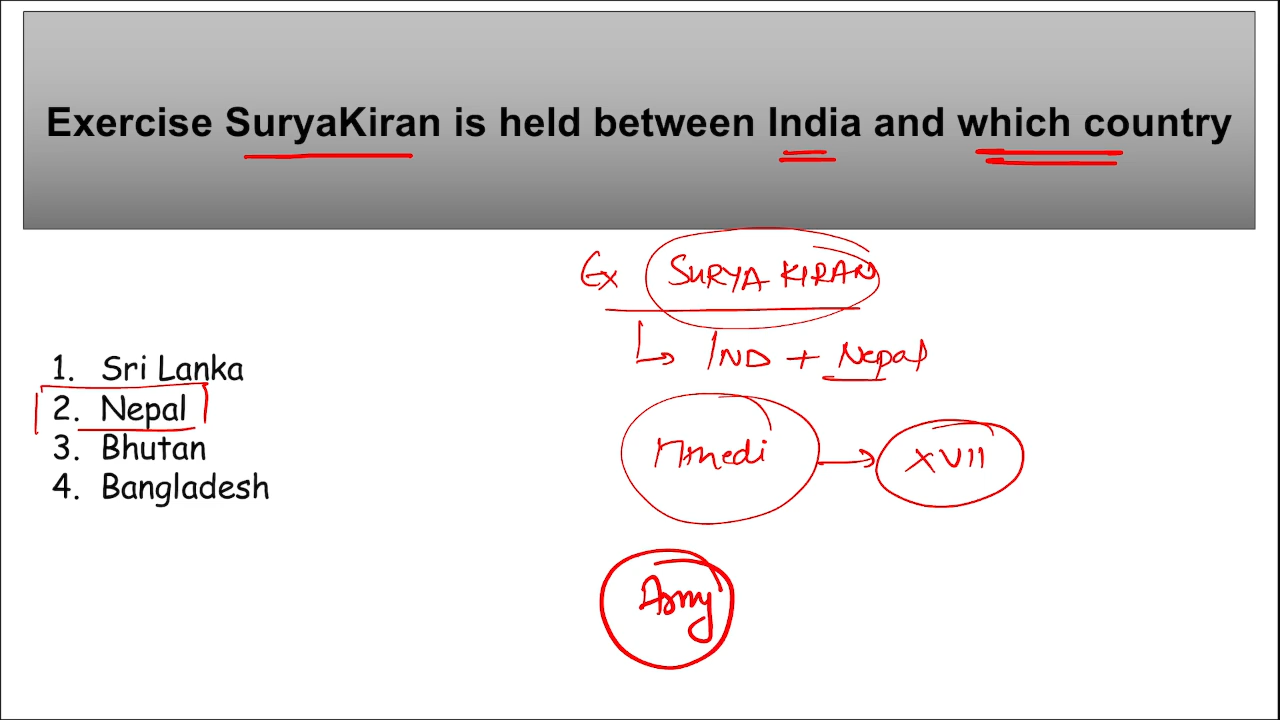 Exercise SuryaKiran is held between India and which country
Ex SURYA KIRAN
IND + Nepal
1. Sri Lanka
2. Nepal
3. Bhutan
4. Bangladesh
XVII
Army